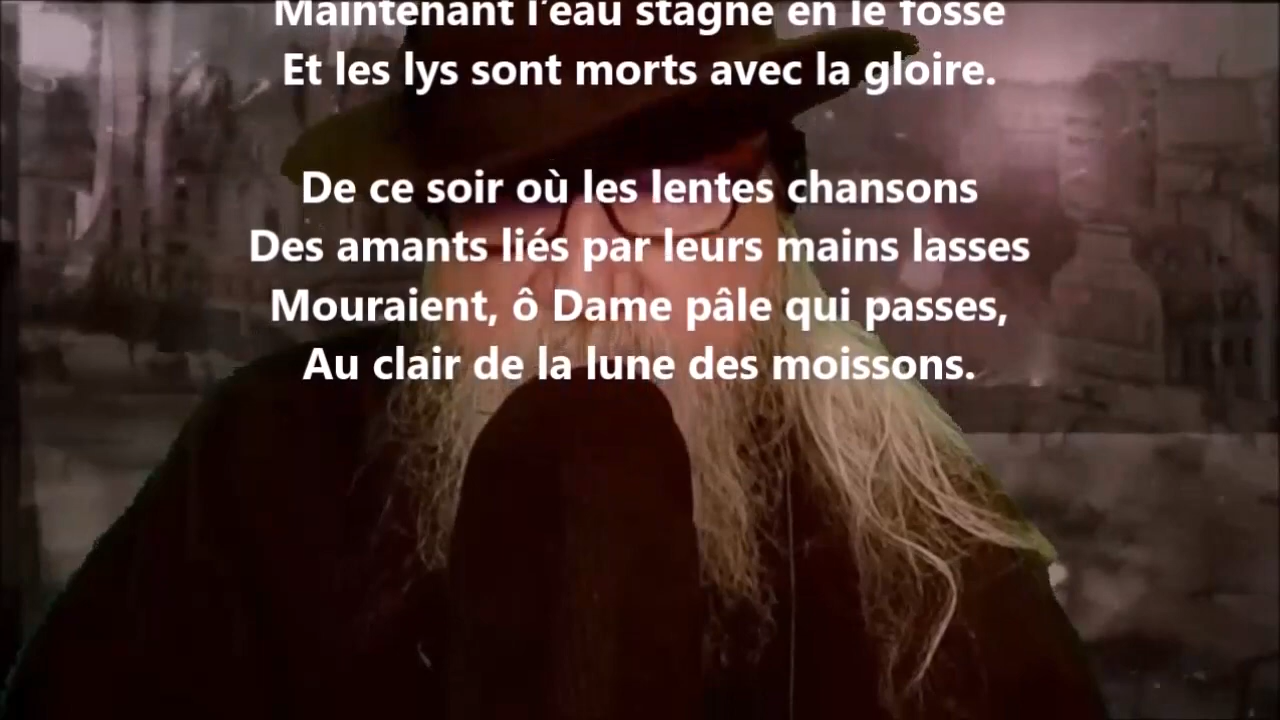 Maintenant l'eau stagne en le fossé
Et les lys sont morts avec la gloire.
De ce soir où les lentes chansons
Des amants liés par leurs mains lasses
Mouraient, ô Dame pâle qui passes,
Au clair de la lune des moissons.